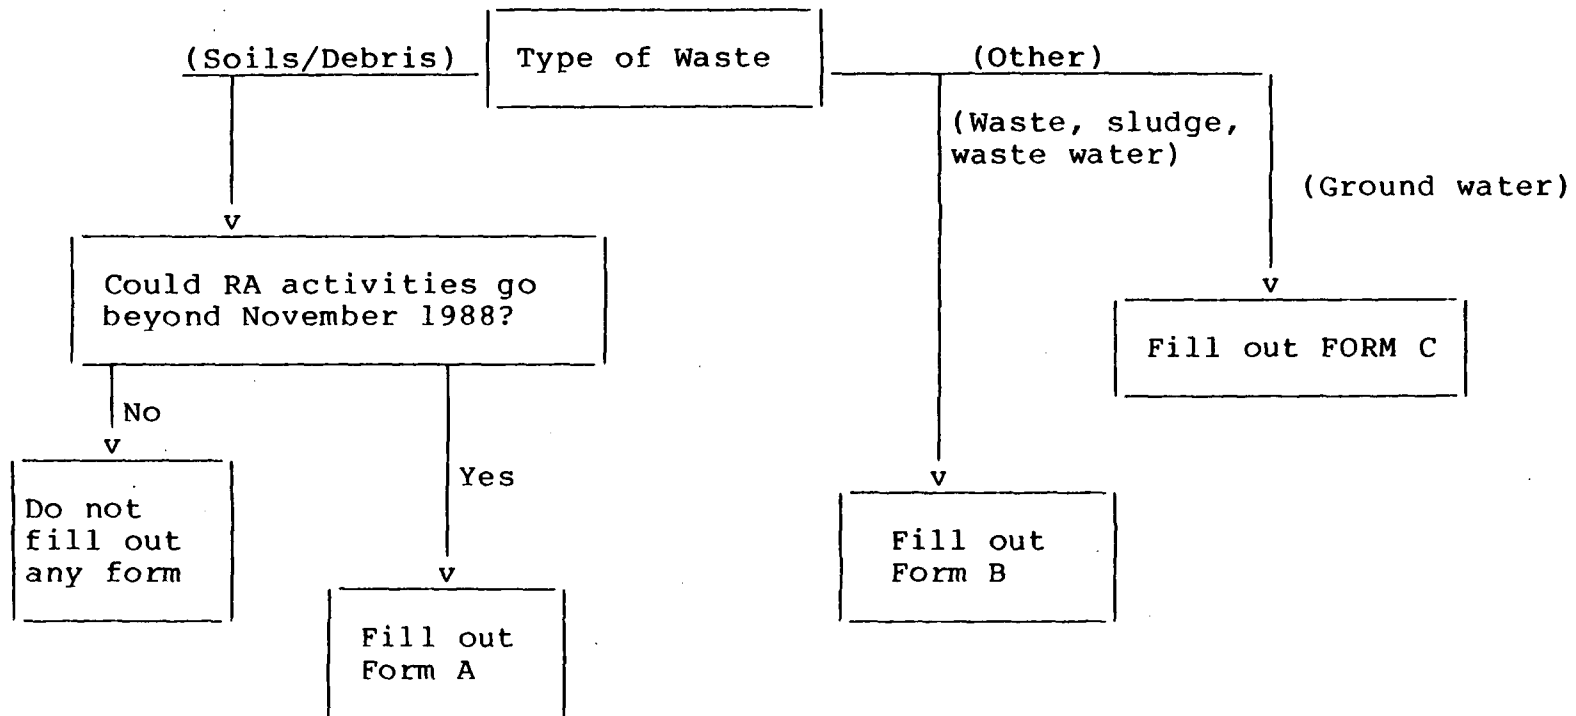 (Soils/Debris)
Type of Waste
(Other)
(Waste, sludge,
waste water)
(Ground water)
v
Could RA activities go
beyond November 1988?
v
Fill out FORM C
No
v
Yes
v
Do not
fill out
any form
Fill out
Form B
v
Fill out
Form A